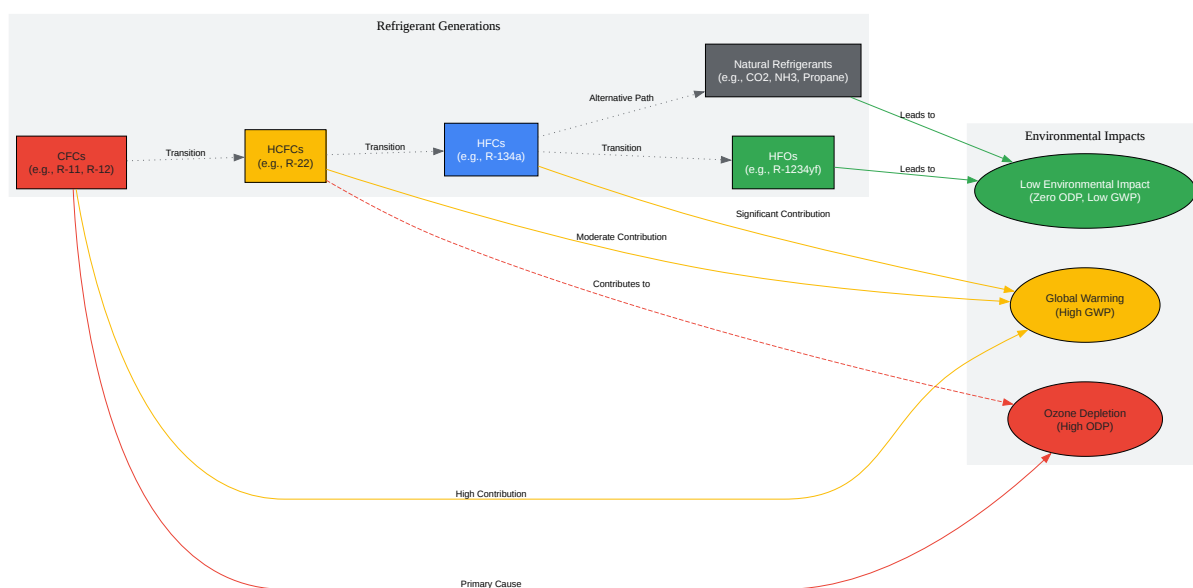 Refrigerant Generations
Natural Refrigerants
(e.g., CO2, NH3, Propane)
Alternative Path
Leads to
Environmental Impacts
CFCs
(e.g., R-11, R-12)
Transition
HCFCs
(e.g., R-22)
Transition
HFCs
(e.g., R-134a)
Transition
HFOs
(e.g., R-1234yf)
Leads to
Low Environmental Impact
(Zero ODP, Low GWP)
Significant Contribution
Moderate Contribution
Contributes to
Global Warming
(High GWP)
Ozone Depletion
(High ODP)
High Contribution
Primary Cause